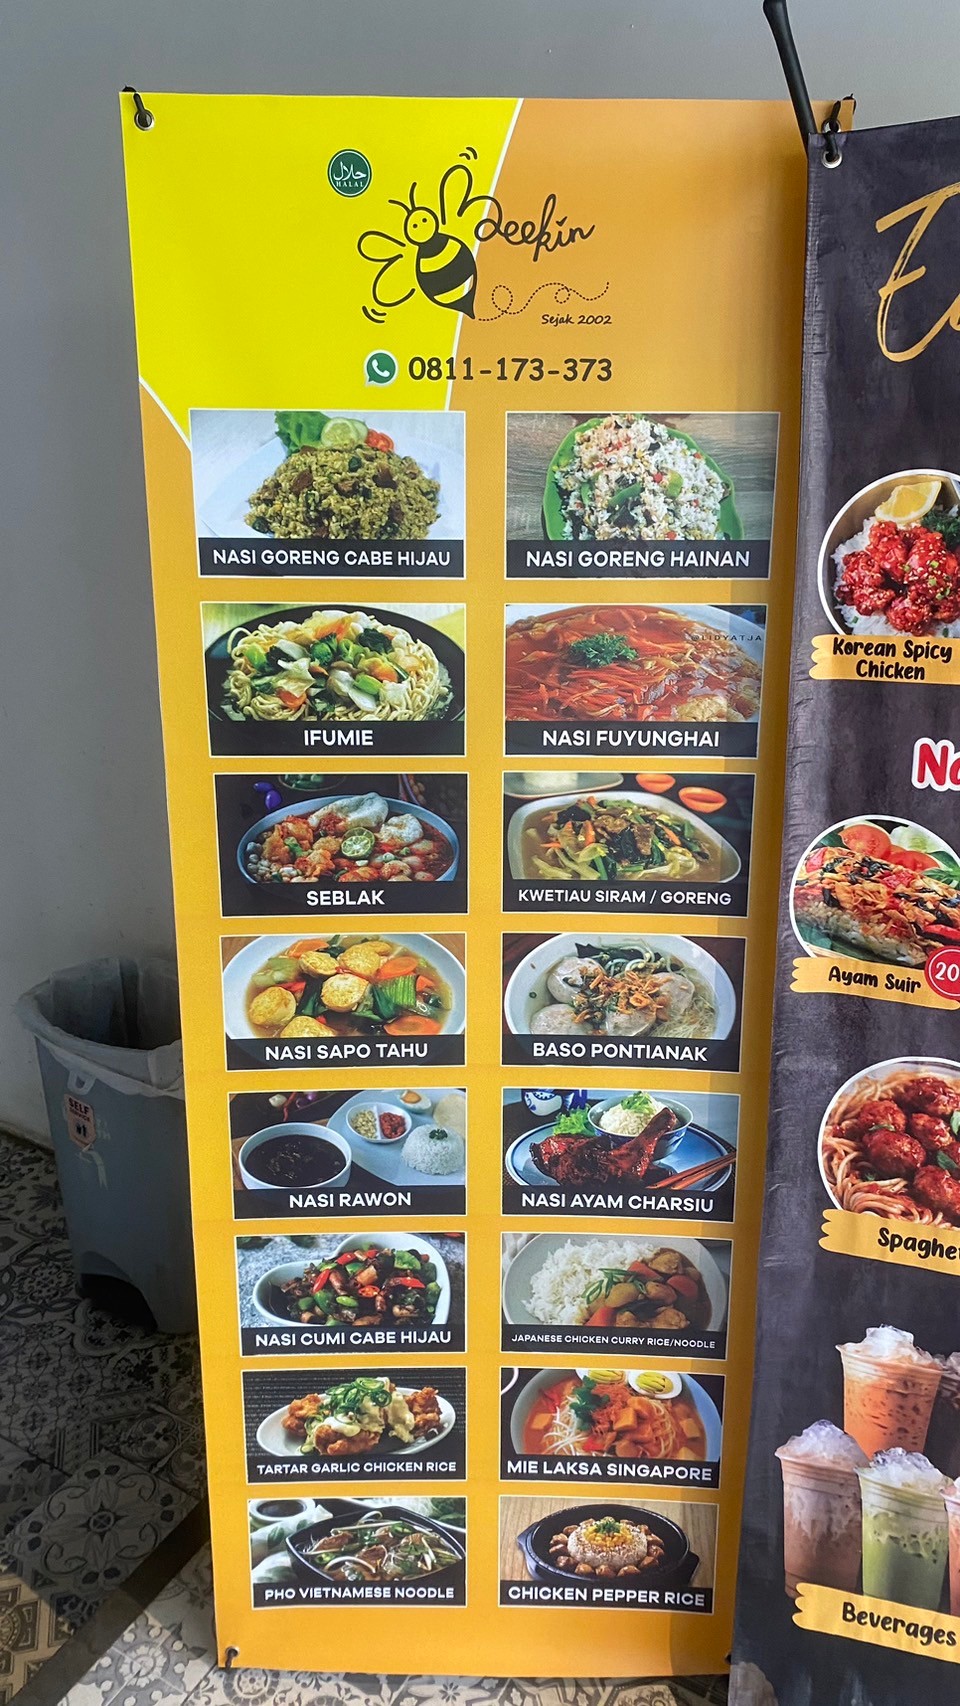 حلال
HALAL
Beekin
Sejak 2002
0811-173-373
NASI GORENG CABE HIJAU
NASI GORENG HAINAN
IFUMIE
@LIDYATJA
NASI FUYUNGHAI
SEBLAK
KWETIAU SIRAM / GORENG
NASI SAPO TAHU
BASO PONTIANAK
NASI RAWON
NASI AYAM CHARSIU
NASI CUMI CABE HIJAU
JAPANESE CHICKEN CURRY RICE/NOODLE
TARTAR GARLIC CHICKEN RICE
MIE LAKSA SINGAPORE
PHO VIETNAMESE NOODLE
CHICKEN PEPPER RICE
Korean Spicy
Chicken
Ayam Suir
20
Beverages
SELF